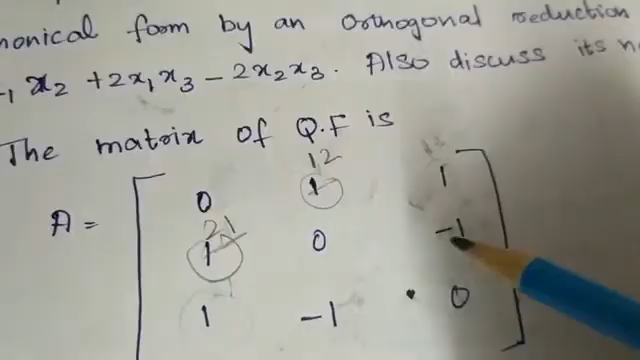 nonical form by an Orthogonal reduction
x₂ + 2x₁x₃ - 2x₂x₃. Also discuss its
The matrix of Q.F is
12
A = 0 1 1
21
1 0 -1
1 -1 0